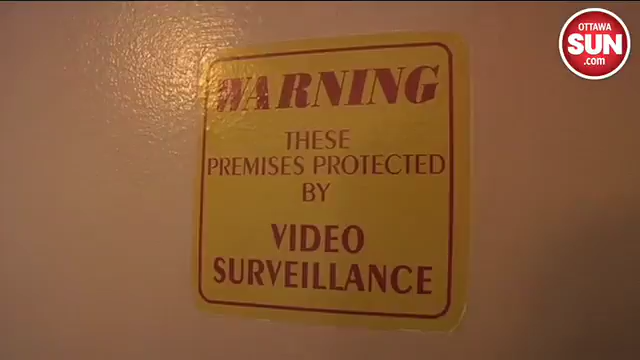 OTTAWA
SUN
.com
WARNING
THESE
PREMISES PROTECTED
BY
VIDEO
SURVEILLANCE